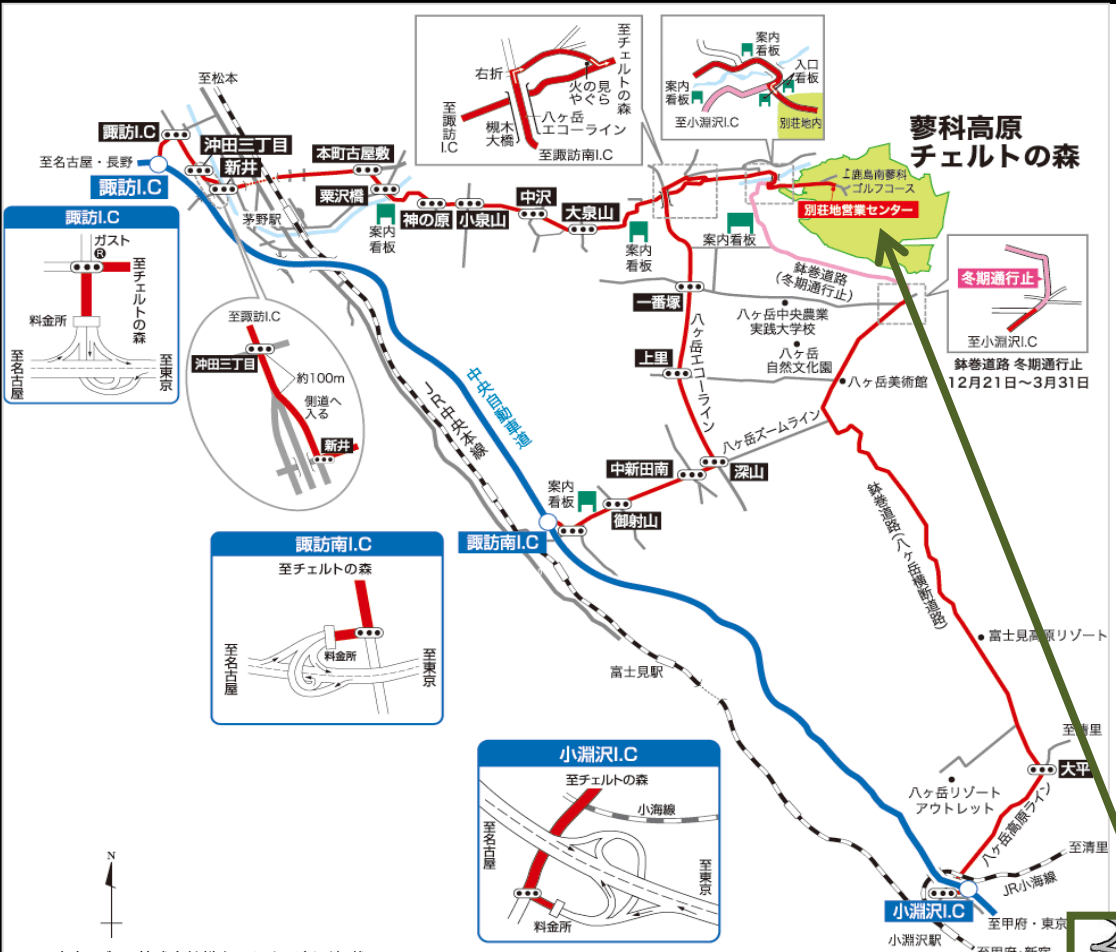 至松本
諏訪I.C
沖田三丁目
新井
至名古屋・長野
諏訪I.C
茅野駅
本町古屋敷
粟沢橋
案内
看板
神の原
小泉山
中沢
大泉山
案内
看板
案内看板
右折
火の見
やぐら
至チェルトの森
至諏訪I.C
槻木
大橋
八ヶ岳
エコーライン
至諏訪南I.C
案内
看板
入口
看板
案内
看板
至小淵沢I.C
別荘地内
蓼科高原
チェルトの森
鹿島南蓼科
ゴルフコース
別荘地営業センター
諏訪I.C
ガスト
R
至チェルトの森
料金所
至名古屋
至東京
至諏訪I.C
沖田三丁目
約100m
側道へ
入る
新井
一番塚
上里
八ヶ岳エコーライン
鉢巻道路
(冬期通行止)
八ヶ岳中央農業
実践大学校
八ヶ岳
自然文化園
八ヶ岳美術館
冬期通行止
至小淵沢I.C
鉢巻道路 冬期通行止
12月21日〜3月31日
中央自動車道
JR中央本線
八ヶ岳ズームライン
中新田南
深山
案内
看板
御射山
諏訪南I.C
鉢巻道路(八ヶ岳横断道路)
諏訪南I.C
至チェルトの森
料金所
至名古屋
至東京
富士見駅
富士見高原リゾート
至清里
大平
八ヶ岳リゾート
アウトレット
八ヶ岳高原ライン
小淵沢I.C
至チェルトの森
小海線
至名古屋
至東京
料金所
至清里
JR小海線
小淵沢I.C
至甲府・東京
小淵沢駅
N